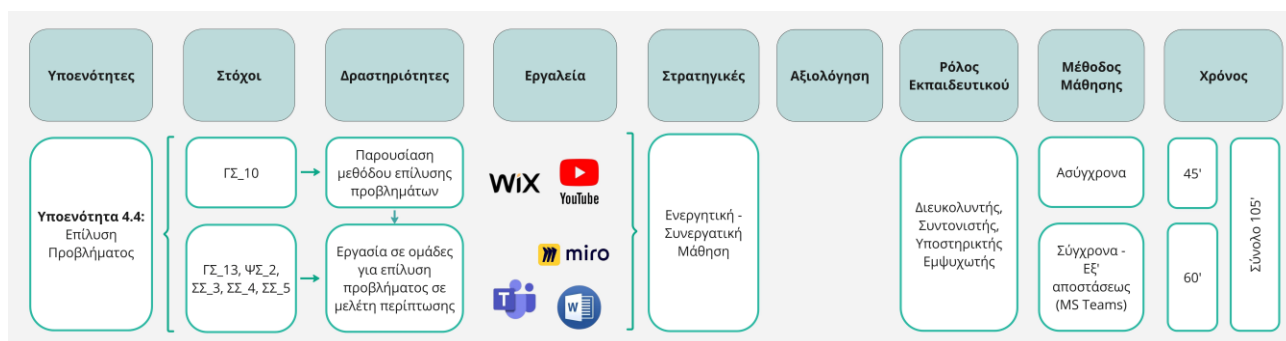 Υποενότητες
Στόχοι
Δραστηριότητες
Εργαλεία
Στρατηγικές
Αξιολόγηση
Ρόλος
Εκπαιδευτικού
Μέθοδος
Μάθησης
Χρόνος
Υποενότητα 4.4:
Επίλυση
Προβλήματος
ΓΣ_10
Παρουσίαση
μεθόδου επίλυσης
προβλημάτων
ΓΣ_13, ΨΣ_2,
ΣΣ_3, ΣΣ_4, ΣΣ_5
Εργασία σε ομάδες
για επίλυση
προβλήματος σε
μελέτη περίπτωσης
WiX
YouTube
miro
T
W
Ενεργητική -
Συνεργατική
Μάθηση
Διευκολυντής,
Συντονιστής,
Υποστηρικτής
Εμψυχωτής
Ασύγχρονα
Σύγχρονα -
Εξ'
αποστάσεως
(MS Teams)
45'
60'
Σύνολο 105'